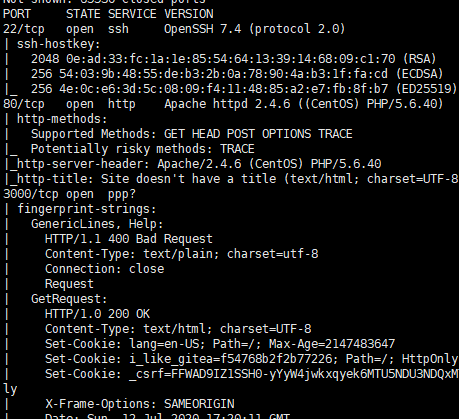 PORT     STATE SERVICE VERSION
22/tcp   open  ssh     OpenSSH 7.4 (protocol 2.0)
| ssh-hostkey:
|   2048 0e:ad:33:fc:1a:1e:85:54:64:13:39:14:68:09:c1:70 (RSA)
|   256 54:03:9b:48:55:de:b3:2b:0a:78:90:4a:b3:1f:fa:cd (ECDSA)
|_  256 4e:0c:e6:3d:5c:08:09:f4:11:48:85:a2:e7:fb:8f:b7 (ED25519)
80/tcp   open  http    Apache httpd 2.4.6 ((CentOS) PHP/5.6.40)
| http-methods:
|   Supported Methods: GET HEAD POST OPTIONS TRACE
|_  Potentially risky methods: TRACE
|_http-server-header: Apache/2.4.6 (CentOS) PHP/5.6.40
|_http-title: Site doesn't have a title (text/html; charset=UTF-8
3000/tcp open  ppp?
| fingerprint-strings:
|   GenericLines, Help:
|     HTTP/1.1 400 Bad Request
|     Content-Type: text/plain; charset=utf-8
|     Connection: close
|     Request
|   GetRequest:
|     HTTP/1.0 200 OK
|     Content-Type: text/html; charset=UTF-8
|     Set-Cookie: lang=en-US; Path=/; Max-Age=2147483647
|     Set-Cookie: i_like_gitea=f54768b2f2b77226; Path=/; HttpOnly
|     Set-Cookie: _csrf=FFWAD9IZ1SSH0-yYyW4jwkxqyek6MTU5NDU3NDQxM
ly
|     X-Frame-Options: SAMEORIGIN
|     Date: Sun, 12 Jul 2020 17:20:11 GMT